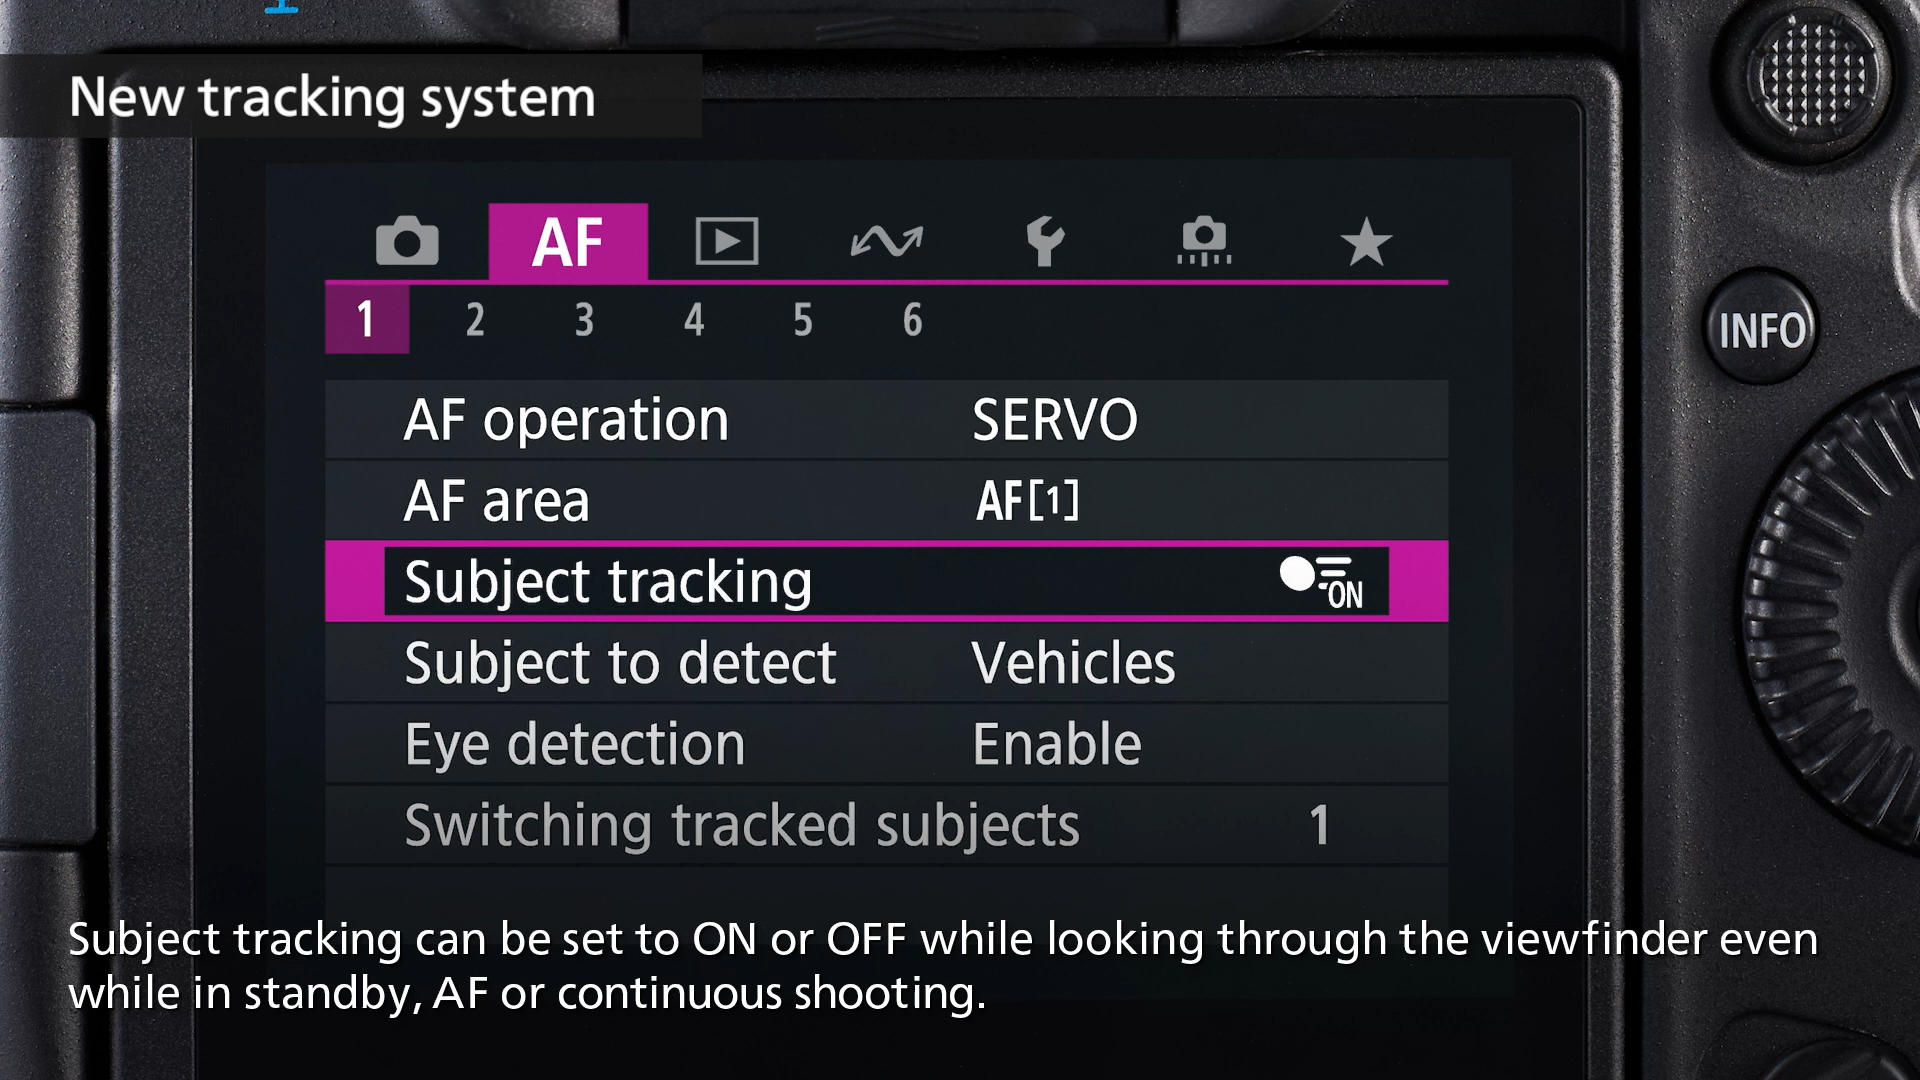 New tracking system
AF
1 2 3 4 5 6
AF operation SERVO
AF area AF[1]
Subject tracking ON
Subject to detect Vehicles
Eye detection Enable
Switching tracked subjects 1
INFO
Subject tracking can be set to ON or OFF while looking through the viewfinder even
while in standby, AF or continuous shooting.